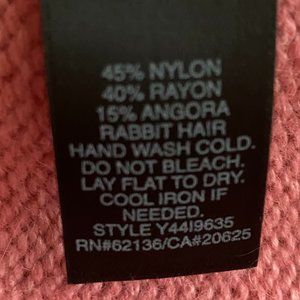 45% NYLON
40% RAYON
15% ANGORA
RABBIT HAIR
HAND WASH COLD.
DO NOT BLEACH.
LAY FLAT TO DRY.
COOL IRON IF
NEEDED.
STYLE Y44I9635
RN#62136/CA#20625